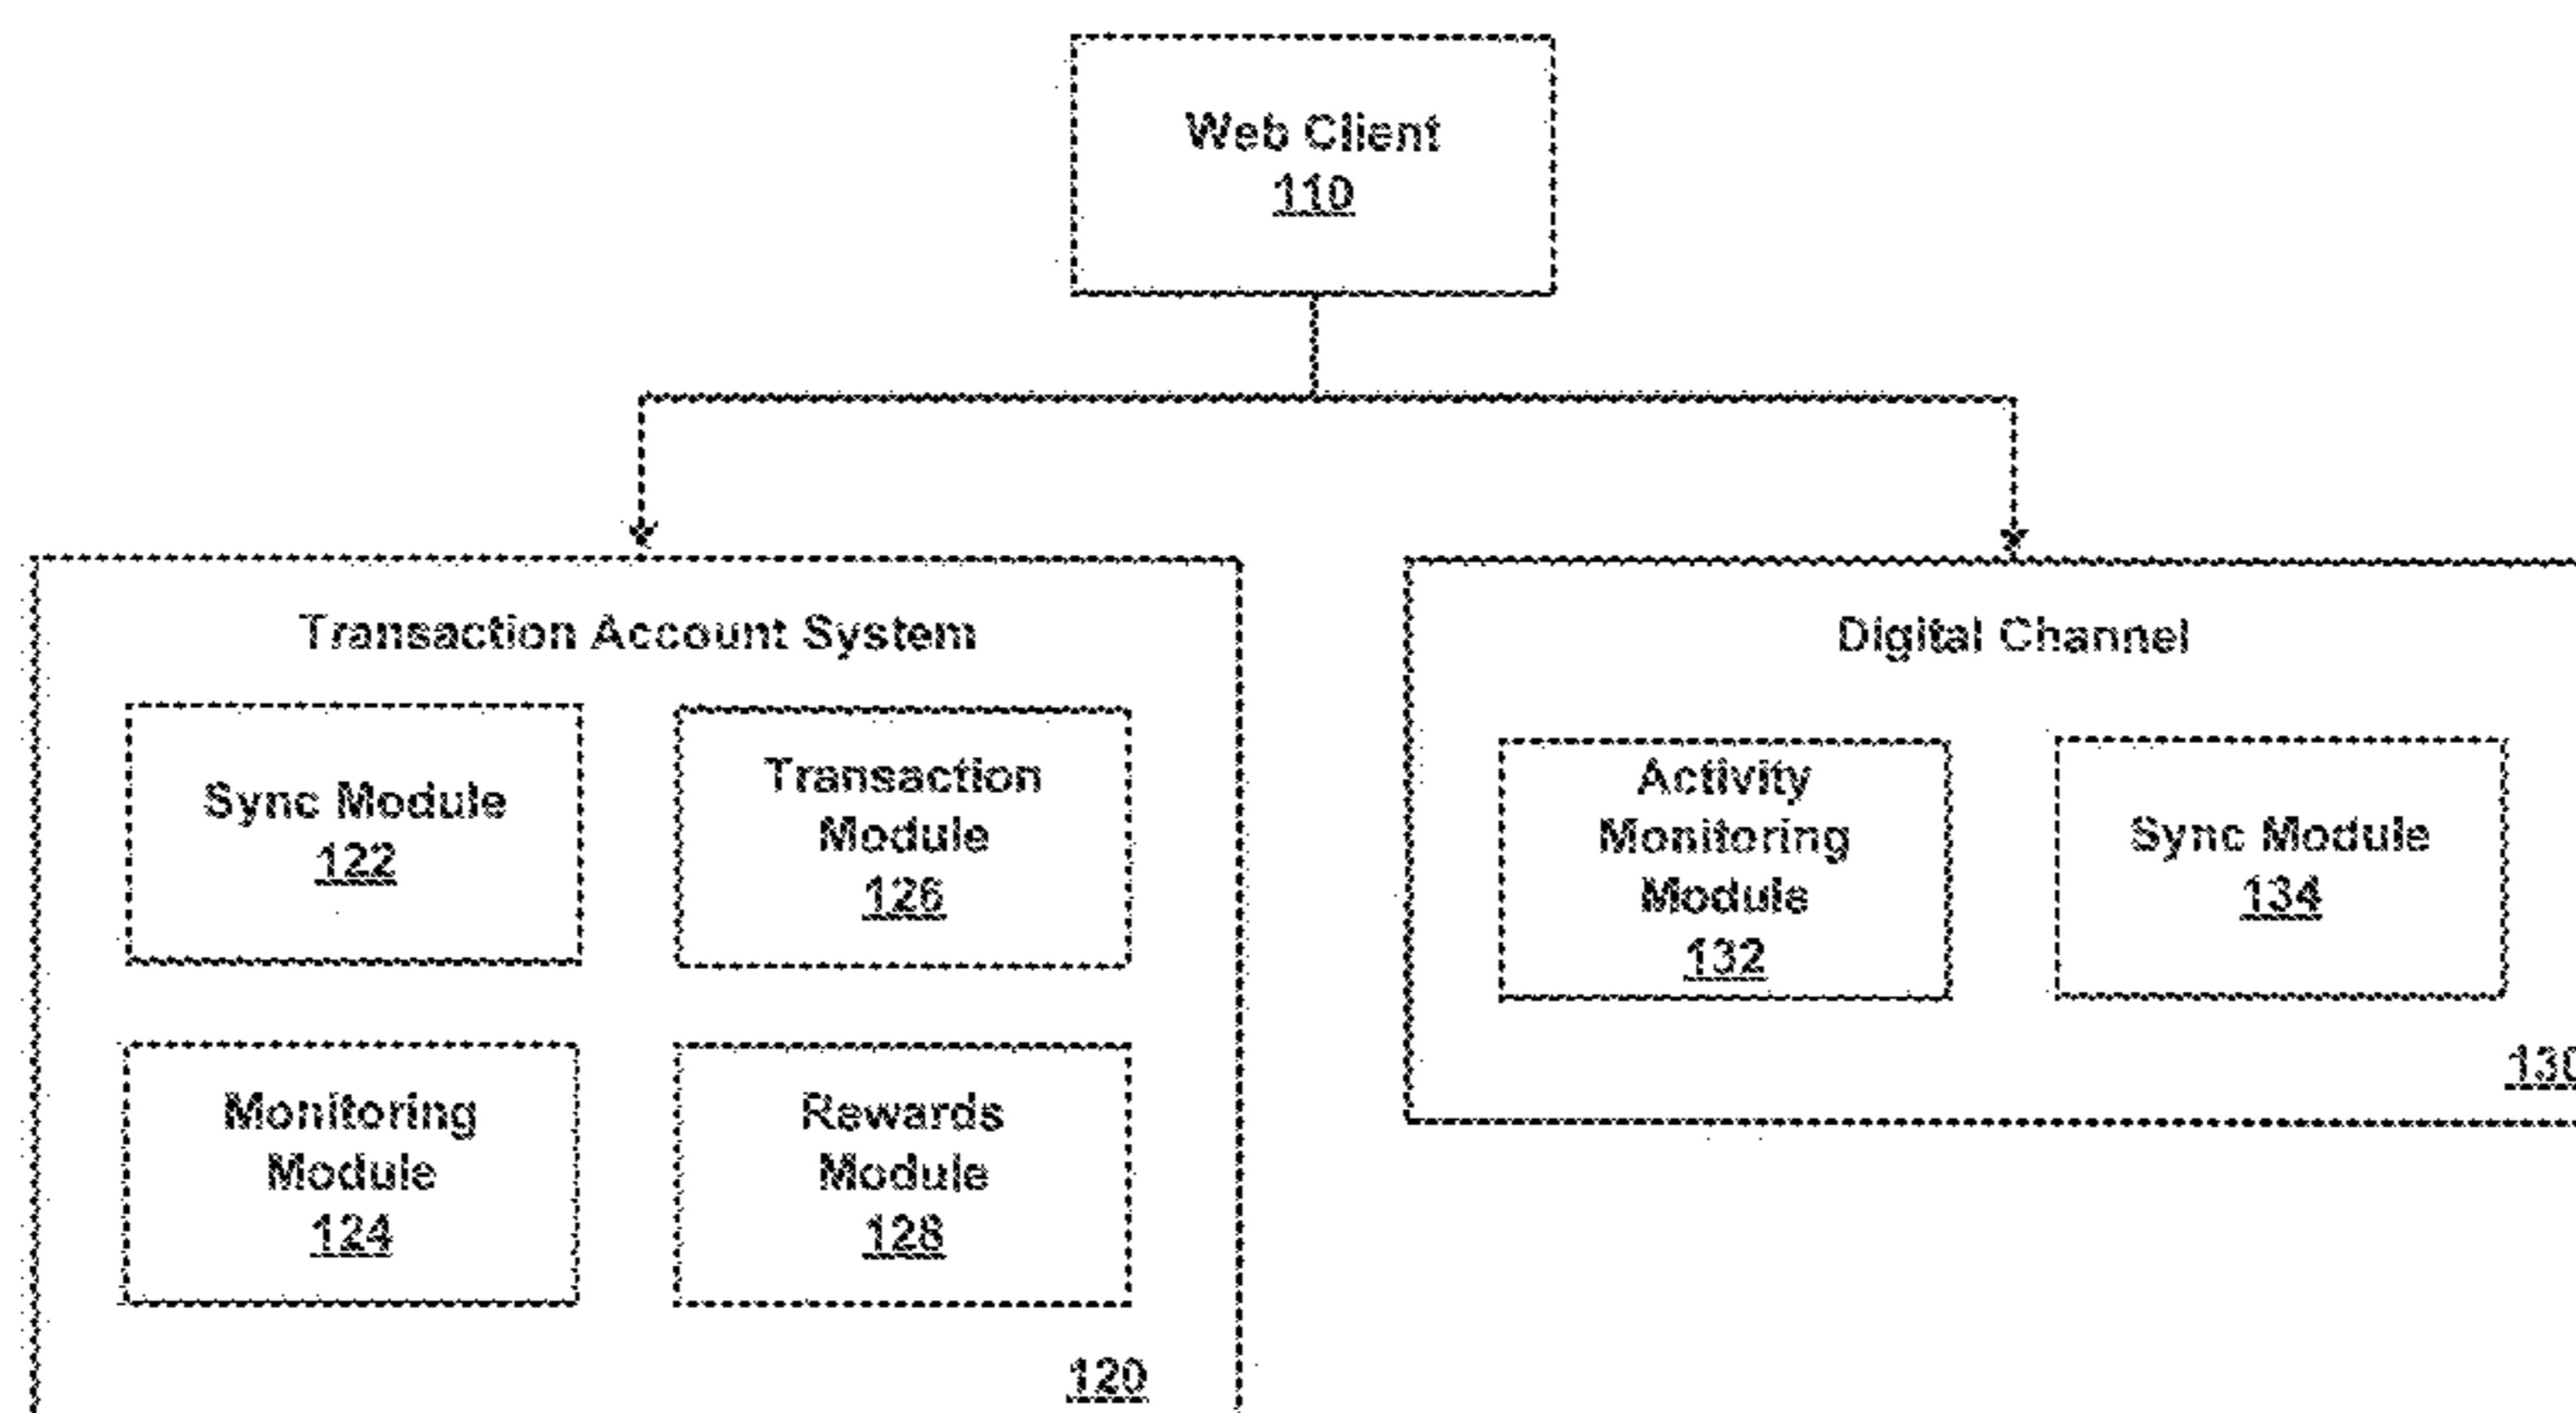 Web Client
110
Transaction Account System
Sync Module
122
Transaction
Module
126
Monitoring
Module
124
Rewards
Module
128
120
Digital Channel
Activity
Monitoring
Module
132
Sync Module
134
130